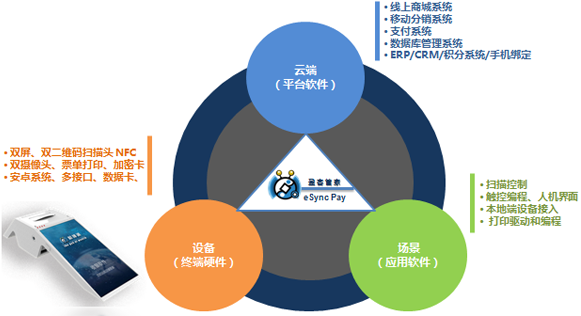 • 线上商城系统
• 移动分销系统
• 支付系统
• 数据库管理系统
• ERP/CRM/积分系统/手机绑定
云端
（平台软件）
• 双屏、双二维码扫描头 NFC
• 双摄像头、票单打印、加密卡
• 安卓系统、多接口、数据卡、
eSync Pay
• 扫描控制
• 触控编程、人机界面
• 本地端设备接入
• 打印驱动和编程
设备
（终端硬件）
场景
（应用软件）